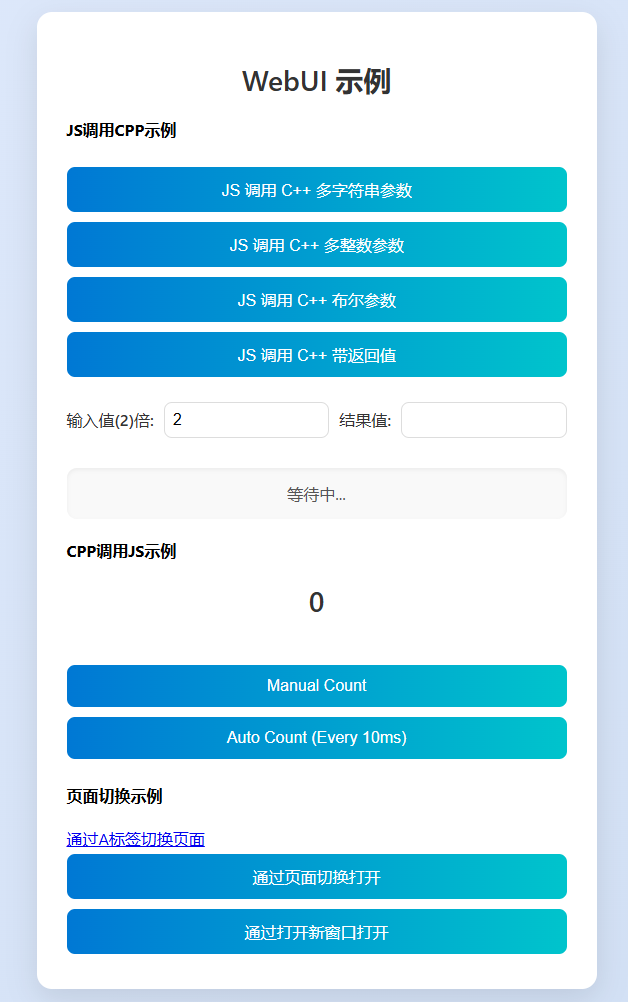 WebUI 示例
JS调用CPP示例
JS 调用 C++ 多字符串参数
JS 调用 C++ 多整数参数
JS 调用 C++ 布尔参数
JS 调用 C++ 带返回值
输入值(2)倍: 2 结果值:
等待中...
CPP调用JS示例
0
Manual Count
Auto Count (Every 10ms)
页面切换示例
通过A标签切换页面
通过页面切换打开
通过打开新窗口打开